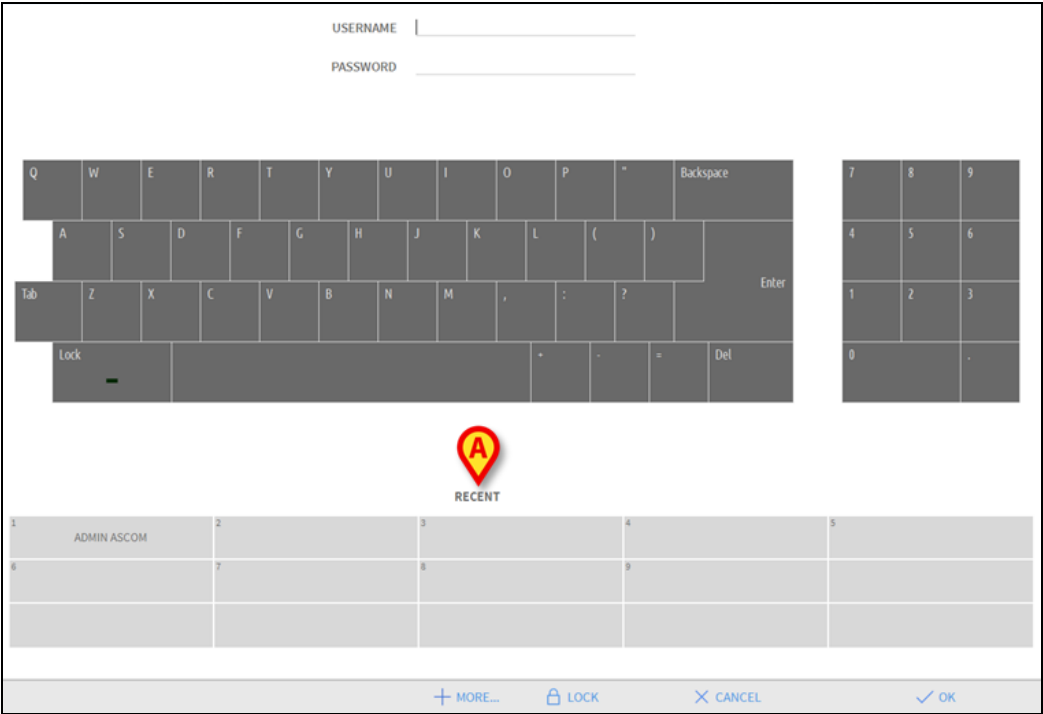 USERNAME
PASSWORD
Q W E R T Y U I O P " Backspace 7 8 9
A S D F G H J K L ( ) Enter 4 5 6
Tab Z X C V B N M , : ? 1 2 3
Lock + - = Del 0 .
A
RECENT
1 ADMIN ASCOM 2 3 4 5
6 7 8 9
MORE... LOCK CANCEL OK